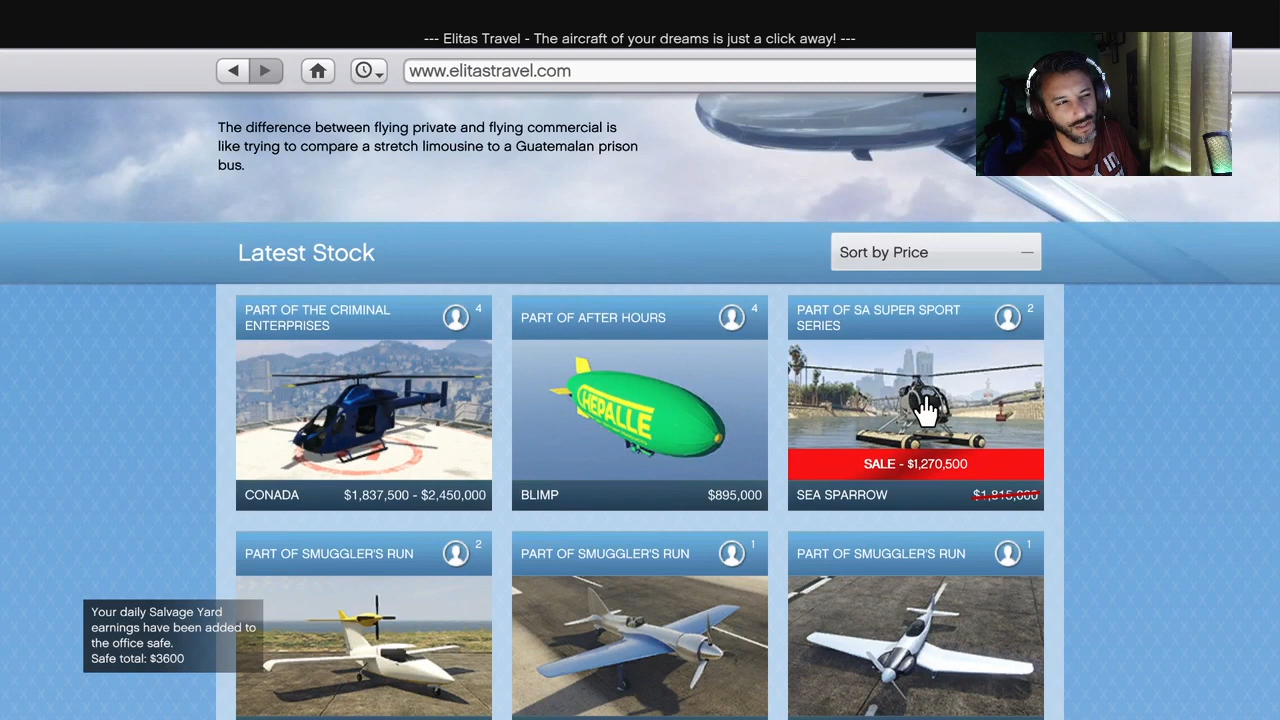 --- Elitas Travel - The aircraft of your dreams is just a click away! ---
www.elitastravel.com
The difference between flying private and flying commercial is
like trying to compare a stretch limousine to a Guatemalan prison
bus.
Latest Stock
Sort by Price
PART OF THE CRIMINAL
ENTERPRISES
4
PART OF AFTER HOURS
4
PART OF SA SUPER SPORT
SERIES
2
HEPALLE
SALE - $1,270,500
CONADA
$1,837,500 - $2,450,000
BLIMP
$895,000
SEA SPARROW
$1,815,000
PART OF SMUGGLER'S RUN
2
PART OF SMUGGLER'S RUN
1
PART OF SMUGGLER'S RUN
1
Your daily Salvage Yard
earnings have been added to
the office safe.
Safe total: $3600